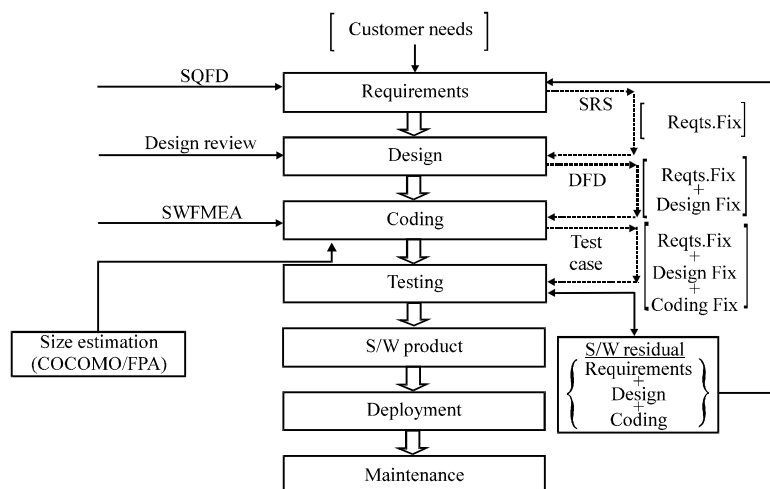 Customer needs
SQFD
Requirements
SRS
Reqts.Fix
Design review
Design
DFD
Reqts.Fix
+
Design Fix
SWFMEA
Coding
Test
case
Reqts.Fix
+
Design Fix
+
Coding Fix
Testing
Size estimation
(COCOMO/FPA)
S/W product
S/W residual
Requirements
+
Design
+
Coding
Deployment
Maintenance